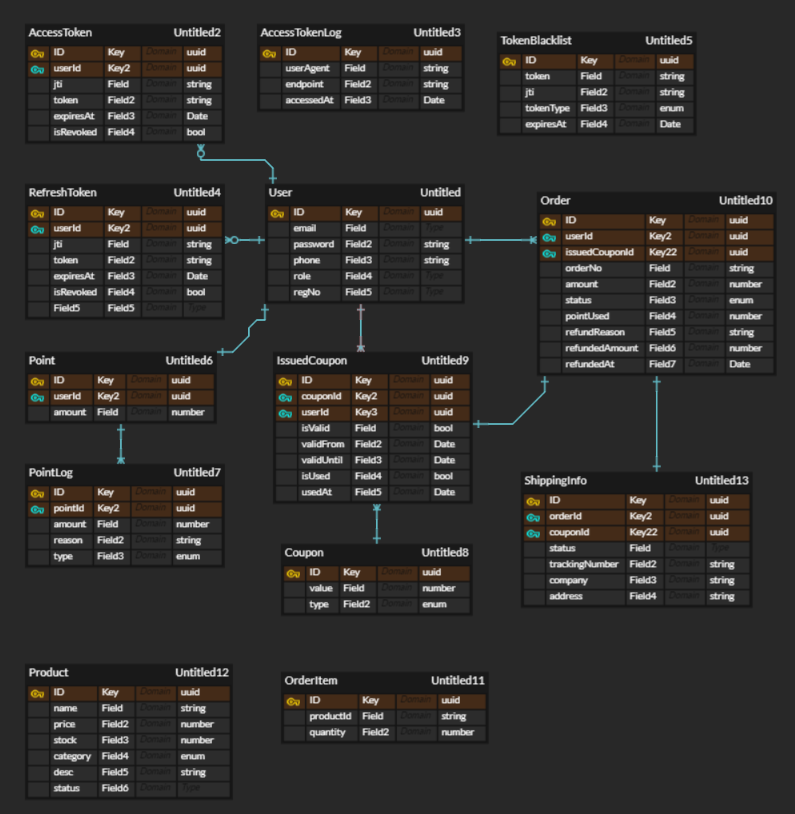 AccessToken Untitled2
ID Key Domain uuid
userId Key2 Domain uuid
jti Field Domain string
token Field2 Domain string
expiresAt Field3 Domain Date
isRevoked Field4 Domain bool
AccessTokenLog Untitled3
ID Key Domain uuid
userAgent Field Domain string
endpoint Field2 Domain string
accessedAt Field3 Domain Date
TokenBlacklist Untitled5
ID Key Domain uuid
token Field Domain string
jti Field2 Domain string
tokenType Field3 Domain enum
expiresAt Field4 Domain Date
RefreshToken Untitled4
ID Key Domain uuid
userId Key2 Domain uuid
jti Field Domain string
token Field2 Domain string
expiresAt Field3 Domain Date
isRevoked Field4 Domain bool
Field5 Field5 Domain Type
User Untitled
ID Key Domain uuid
email Field Domain Type
password Field2 Domain string
phone Field3 Domain string
role Field4 Domain Type
regNo Field5 Domain Type
Order Untitled10
ID Key Domain uuid
userId Key2 Domain uuid
issuedCouponId Key22 Domain uuid
orderNo Field Domain string
amount Field2 Domain number
status Field3 Domain enum
pointUsed Field4 Domain number
refundReason Field5 Domain string
refundedAmount Field6 Domain number
refundedAt Field7 Domain Date
Point Untitled6
ID Key Domain uuid
userId Key2 Domain uuid
amount Field Domain number
IssuedCoupon Untitled9
ID Key Domain uuid
couponId Key2 Domain uuid
userId Key3 Domain uuid
isValid Field Domain bool
validFrom Field2 Domain Date
validUntil Field3 Domain Date
isUsed Field4 Domain bool
usedAt Field5 Domain Date
PointLog Untitled7
ID Key Domain uuid
pointId Key2 Domain uuid
amount Field Domain number
reason Field2 Domain string
type Field3 Domain enum
ShippingInfo Untitled13
ID Key Domain uuid
orderId Key2 Domain uuid
couponId Key22 Domain uuid
status Field Domain Type
trackingNumber Field2 Domain string
company Field3 Domain string
address Field4 Domain string
Coupon Untitled8
ID Key Domain uuid
value Field Domain number
type Field2 Domain enum
Product Untitled12
ID Key Domain uuid
name Field Domain string
price Field2 Domain number
stock Field3 Domain number
category Field4 Domain enum
desc Field5 Domain string
status Field6 Domain Type
OrderItem Untitled11
ID Key Domain uuid
productId Field Domain string
quantity Field2 Domain number